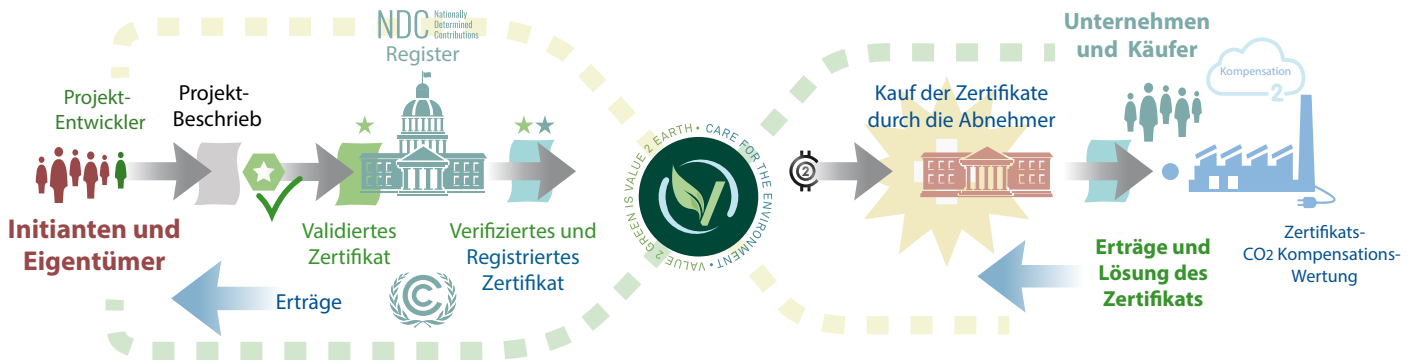 NDC Nationally
Determined
Contributions
Register
Projekt-
Entwickler
Projekt-
Beschrieb
Initianten und
Eigentümer
Validiertes
Zertifikat
Verifiziertes und
Registriertes
Zertifikat
Erträge
VALUE 2 GREEN IS VALUE 2 EARTH • CARE FOR THE ENVIRONMENT •
2
Kauf der Zertifikate
durch die Abnehmer
Unternehmen
und Käufer
Kompensation
2
Erträge und
Lösung des
Zertifikats
Zertifikats-
CO2 Kompensations-
Wertung